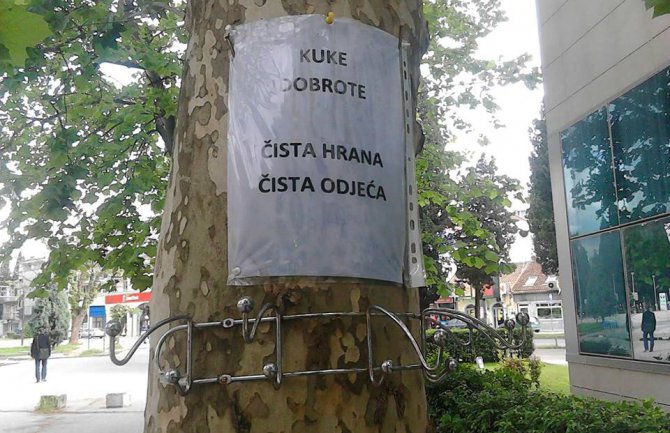 KUKE
DOBROTE
ČISTA HRANA
ČISTA ODJEĆA